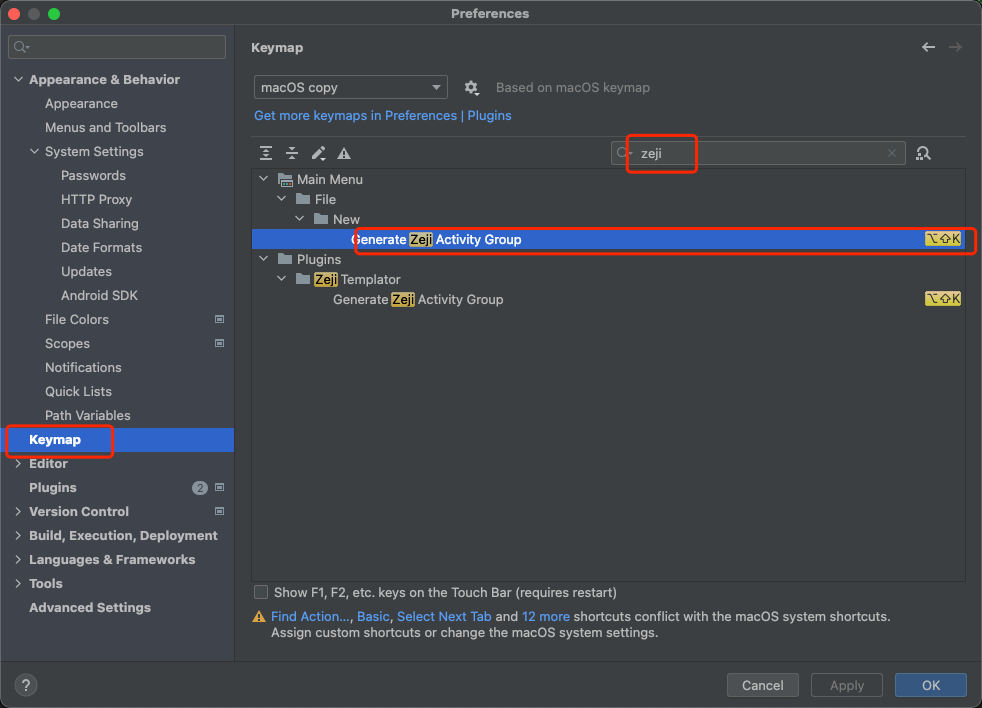 Preferences
Appearance & Behavior
Appearance
Menus and Toolbars
System Settings
Passwords
HTTP Proxy
Data Sharing
Date Formats
Updates
Android SDK
File Colors
Scopes
Notifications
Quick Lists
Path Variables
Keymap
Editor
Plugins 2
Version Control
Build, Execution, Deployment
Languages & Frameworks
Tools
Advanced Settings
Keymap
macOS copy Based on macOS keymap
Get more keymaps in Preferences | Plugins
zeji
Main Menu
File
New
Generate Zeji Activity Group ⌥⇧K
Plugins
Zeji Templator
Generate Zeji Activity Group ⌥⇧K
Show F1, F2, etc. keys on the Touch Bar (requires restart)
Find Action..., Basic, Select Next Tab and 12 more shortcuts conflict with the macOS system shortcuts.
Assign custom shortcuts or change the macOS system settings.
? Cancel Apply OK